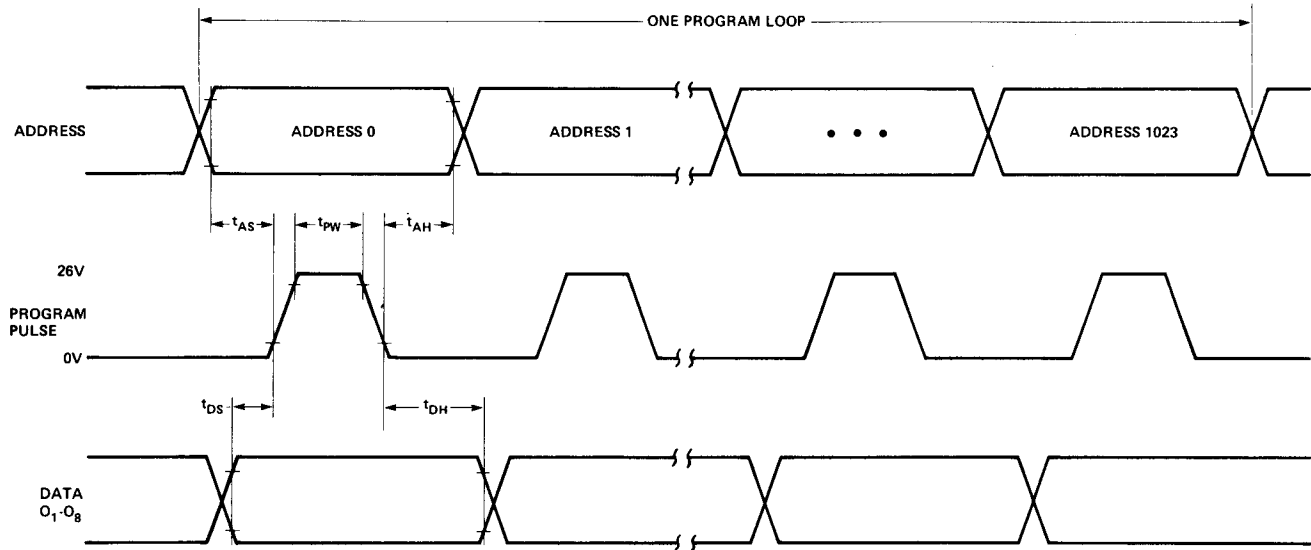 ONE PROGRAM LOOP
ADDRESS
ADDRESS 0
ADDRESS 1
• • •
ADDRESS 1023
tAS
tPW
tAH
26V
PROGRAM
PULSE
0V
tDS
tDH
DATA
O1-O8